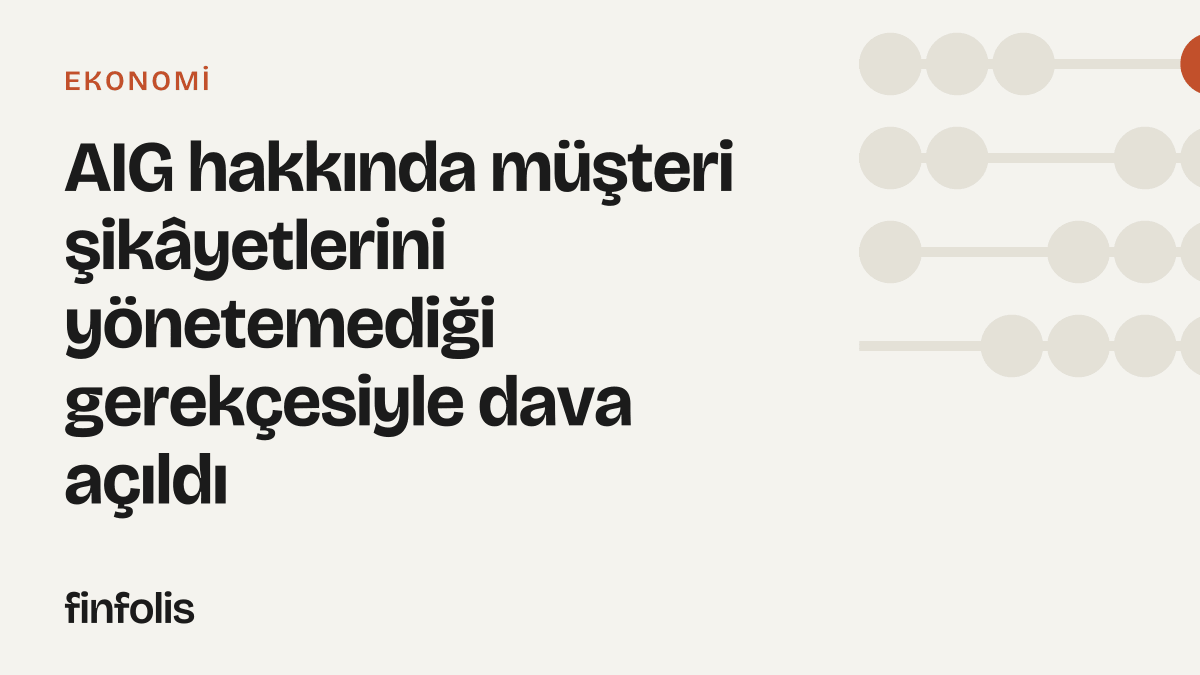 EKONOMİ
AIG hakkında müşteri
şikâyetlerini
yönetemediği
gerekçesiyle dava
açıldı
finfolis